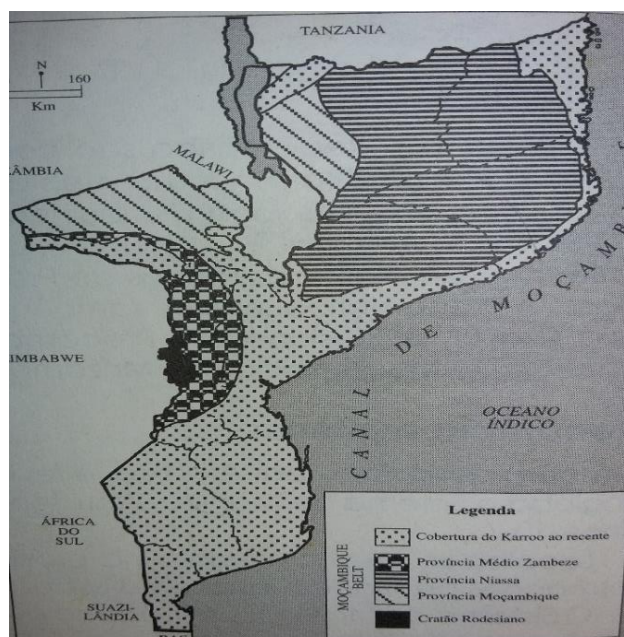 TANZANIA
N
160
Km
MALAWI
ÂMBIA
CANAL DE MOÇAMB
S
IMBABWE
OCEANO
ÍNDICO
ÁFRICA
DO
SUL
SUAZI-
LÂNDIA
Legenda
Cobertura do Karroo ao recente
MOÇAMBIQUE
BELT
Província Médio Zambeze
Província Niassa
Província Moçambique
Cratão Rodesiano